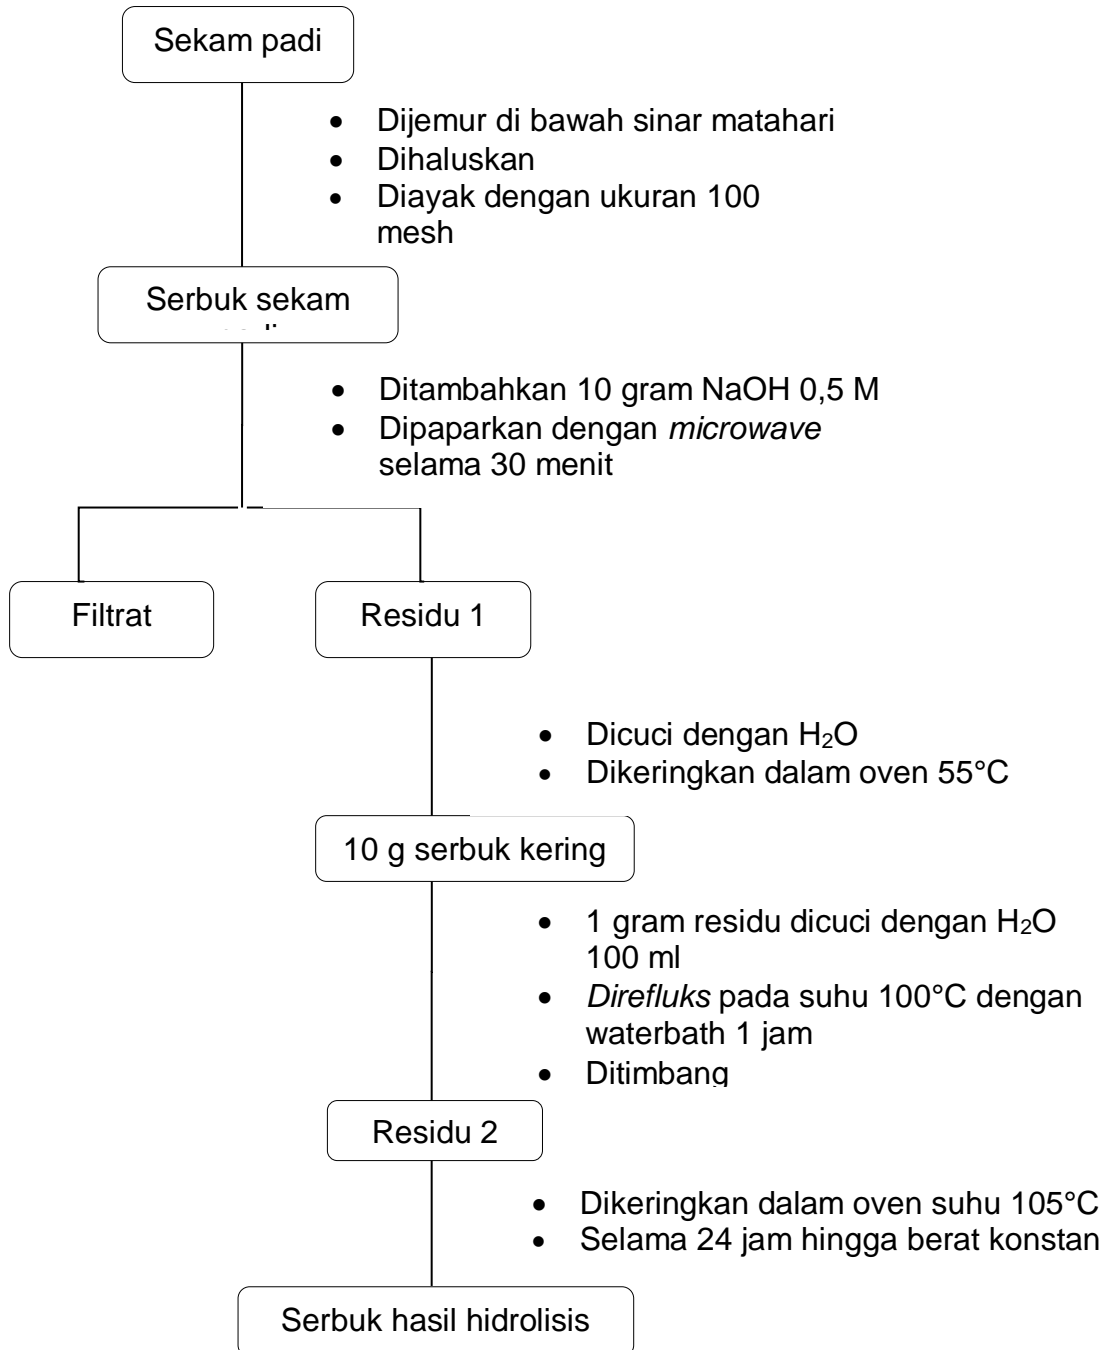 Sekam padi
• Dijemur di bawah sinar matahari
• Dihaluskan
• Diayak dengan ukuran 100
mesh
Serbuk sekam
• Ditambahkan 10 gram NaOH 0,5 M
• Dipaparkan dengan microwave
selama 30 menit
Filtrat
Residu 1
• Dicuci dengan H₂O
• Dikeringkan dalam oven 55°C
10 g serbuk kering
• 1 gram residu dicuci dengan H₂O
100 ml
• Direfluks pada suhu 100°C dengan
waterbath 1 jam
• Ditimbang
Residu 2
• Dikeringkan dalam oven suhu 105°C
• Selama 24 jam hingga berat konstan
Serbuk hasil hidrolisis